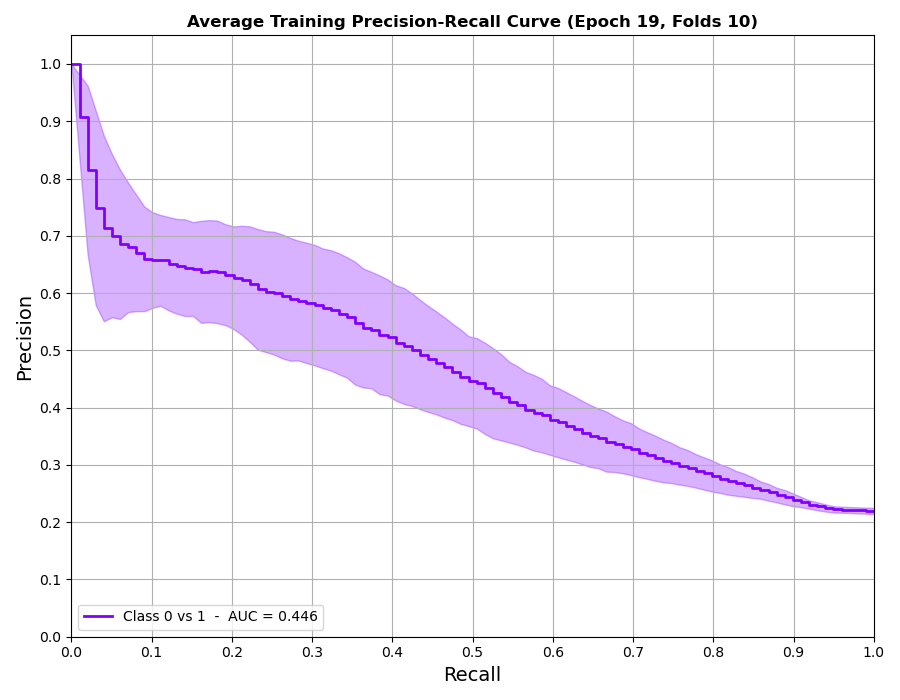 Average Training Precision-Recall Curve (Epoch 19, Folds 10)
Precision
1.0
0.9
0.8
0.7
0.6
0.5
0.4
0.3
0.2
0.1
0.0
Class 0 vs 1 - AUC = 0.446
0.0 0.1 0.2 0.3 0.4 0.5 0.6 0.7 0.8 0.9 1.0
Recall